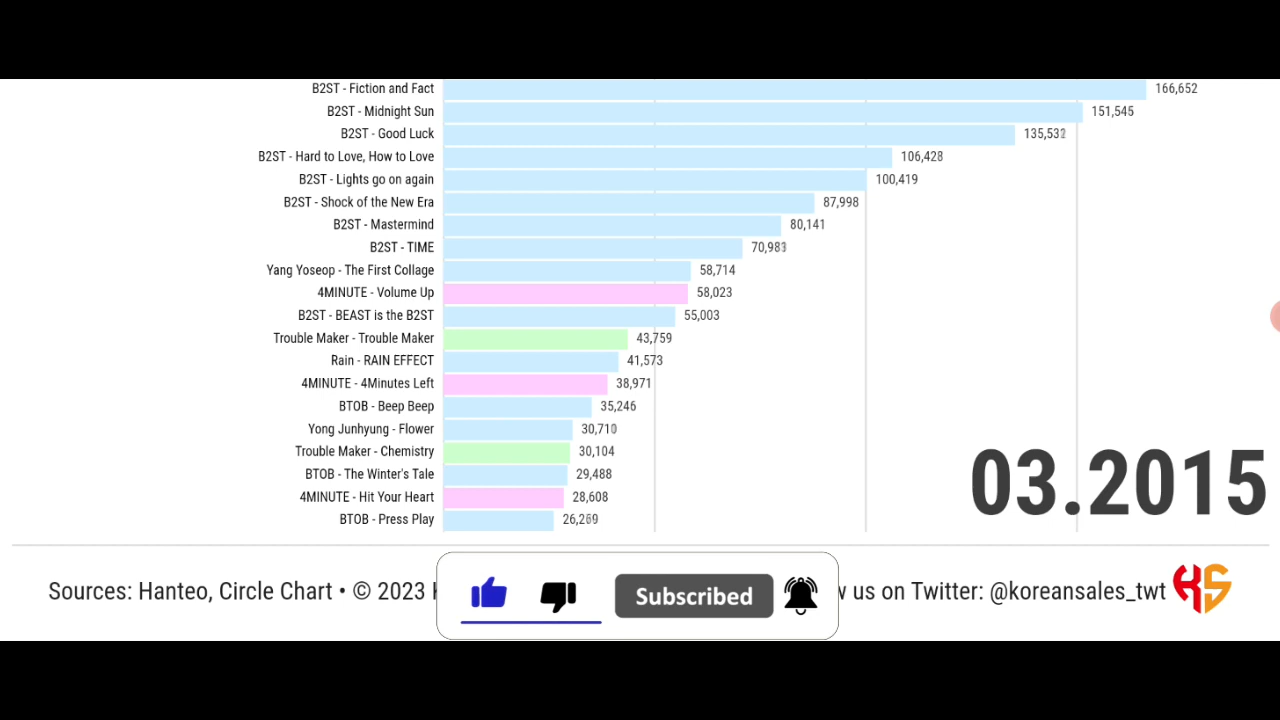 B2ST - Fiction and Fact 166,652
B2ST - Midnight Sun 151,545
B2ST - Good Luck 135,532
B2ST - Hard to Love, How to Love 106,428
B2ST - Lights go on again 100,419
B2ST - Shock of the New Era 87,998
B2ST - Mastermind 80,141
B2ST - TIME 70,983
Yang Yoseop - The First Collage 58,714
4MINUTE - Volume Up 58,023
B2ST - BEAST is the B2ST 55,003
Trouble Maker - Trouble Maker 43,759
Rain - RAIN EFFECT 41,573
4MINUTE - 4Minutes Left 38,971
BTOB - Beep Beep 35,246
Yong Junhyung - Flower 30,710
Trouble Maker - Chemistry 30,104
BTOB - The Winter's Tale 29,488
4MINUTE - Hit Your Heart 28,608
BTOB - Press Play
03.2015
Sources: Hanteo, Circle Chart • © 2023 Subscribed us on Twitter: @koreansales_twt KS